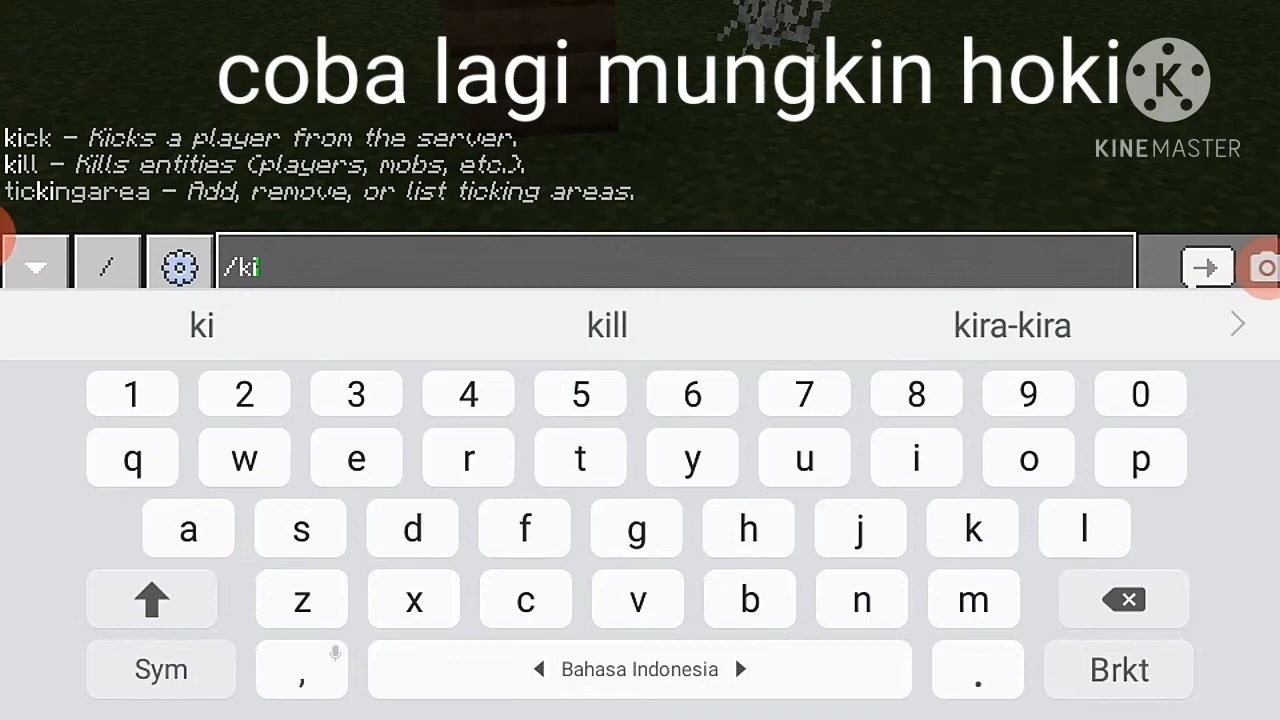 coba lagi mungkin hoki
K
KINEMASTER
kick – Kicks a player from the server.
kill – Kills entities (players, mobs, etc.).
tickingarea – Add, remove, or list ticking areas.
/
/ki
ki kill kira-kira
1 2 3 4 5 6 7 8 9 0
q w e r t y u i o p
a s d f g h j k l
z x c v b n m
Sym , Bahasa Indonesia . Brkt